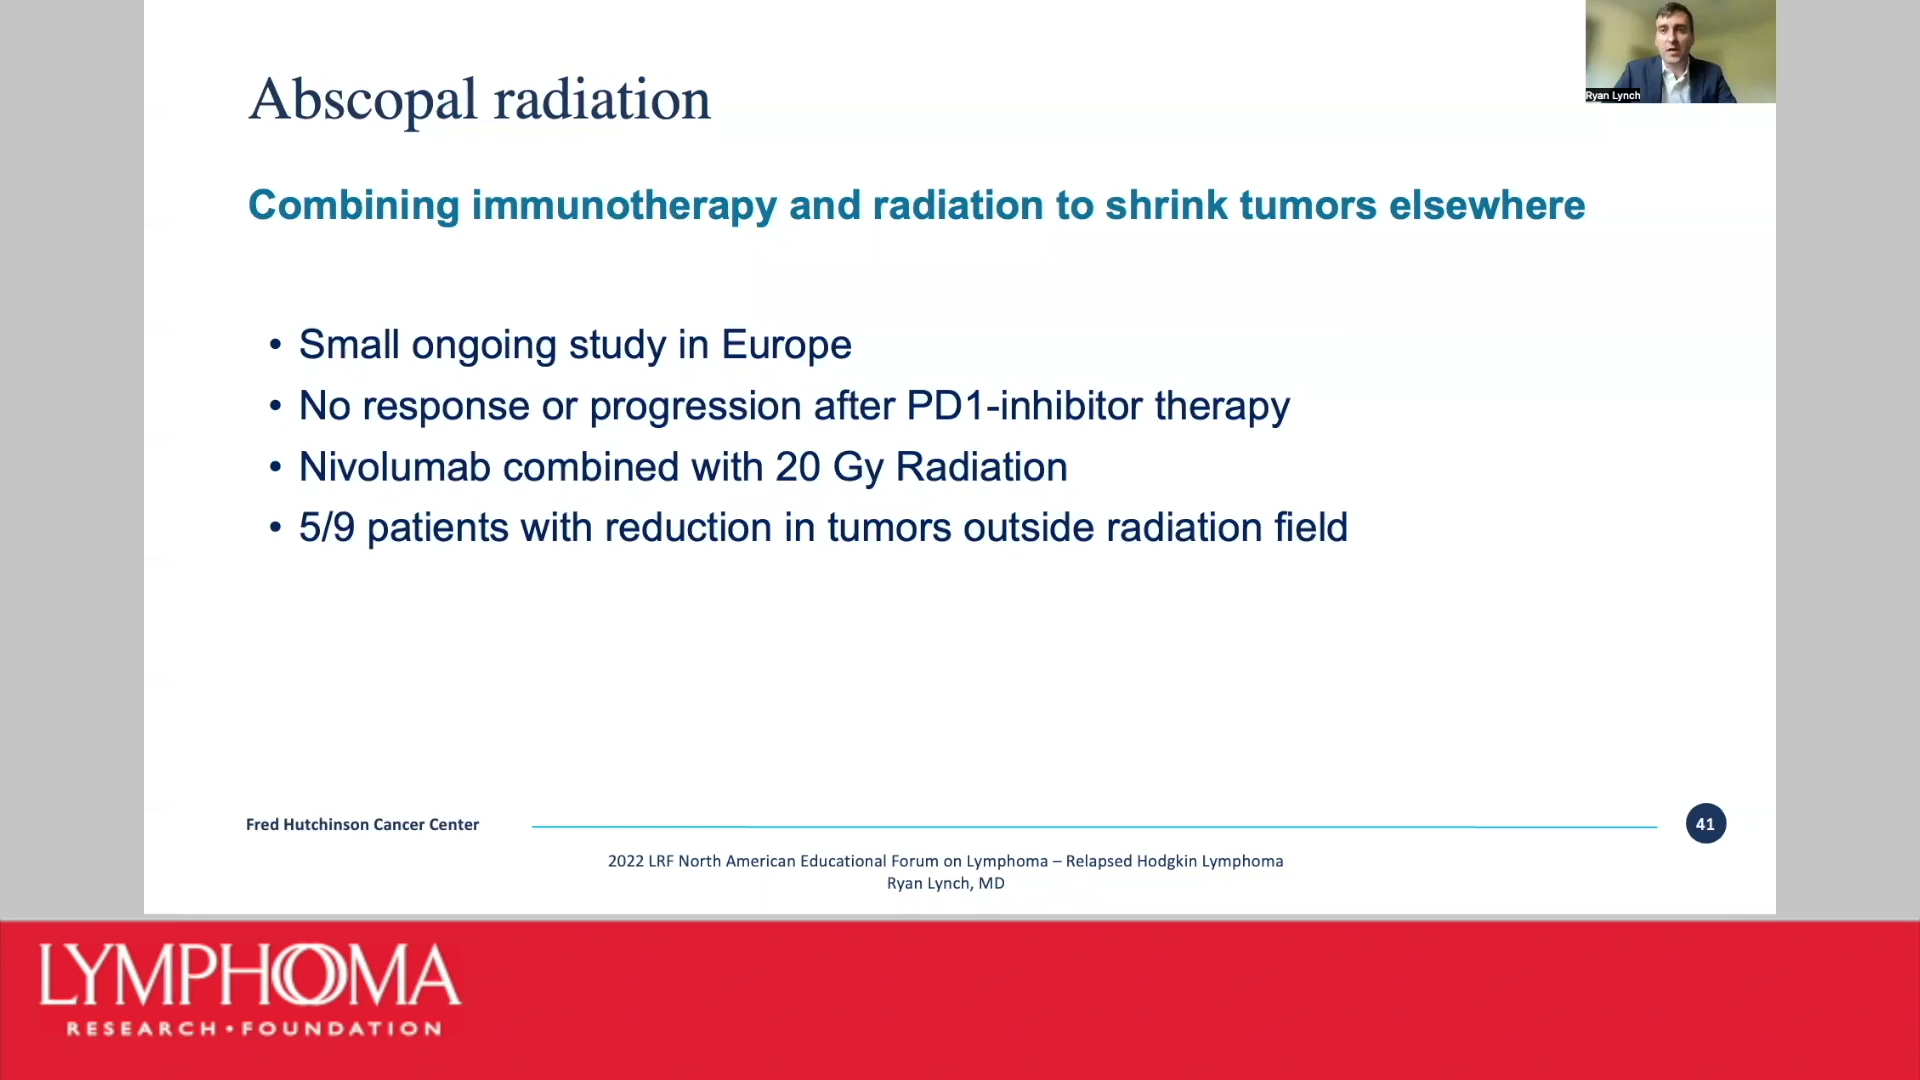 Abscopal radiation
Ryan Lynch
Combining immunotherapy and radiation to shrink tumors elsewhere
• Small ongoing study in Europe
• No response or progression after PD1-inhibitor therapy
• Nivolumab combined with 20 Gy Radiation
• 5/9 patients with reduction in tumors outside radiation field
Fred Hutchinson Cancer Center
41
2022 LRF North American Educational Forum on Lymphoma – Relapsed Hodgkin Lymphoma
Ryan Lynch, MD
LYMPHOMA
RESEARCH • FOUNDATION